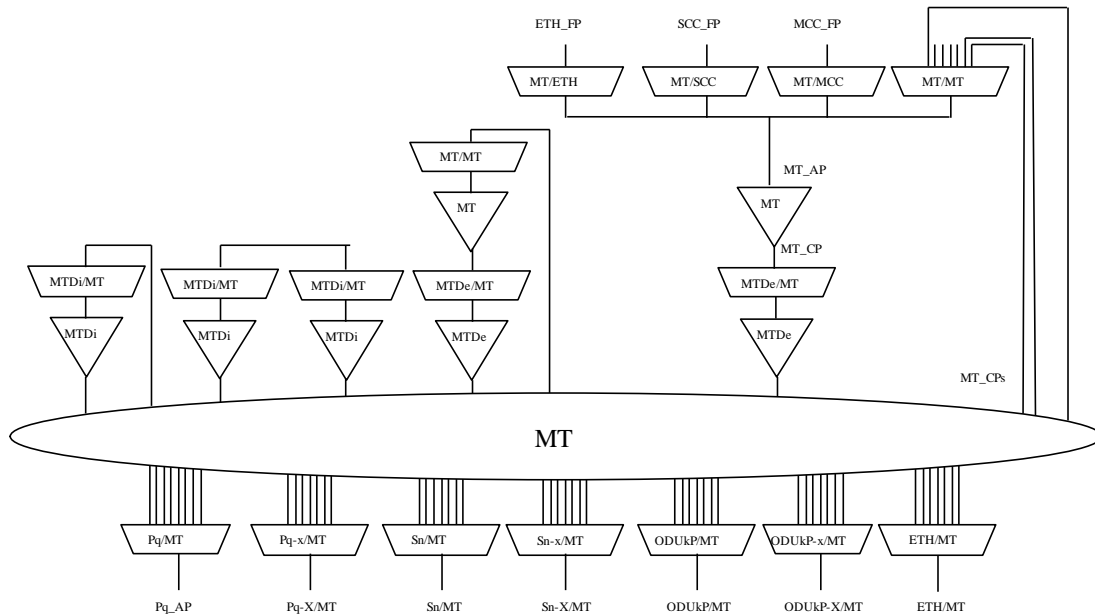 ETH_FP SCC_FP MCC_FP
MT/ETH MT/SCC MT/MCC MT/MT
MT/MT
MT_AP
MT MT
MT_CP
MTDi/MT MTDi/MT MTDi/MT MTDe/MT MTDe/MT
MTDi MTDi MTDi MTDe MTDe
MT_CPs
MT
Pq/MT Pq-x/MT Sn/MT Sn-x/MT ODUkP/MT ODUkP-x/MT ETH/MT
Pq_AP Pq-X/MT Sn/MT Sn-X/MT ODUkP/MT ODUkP-X/MT ETH/MT